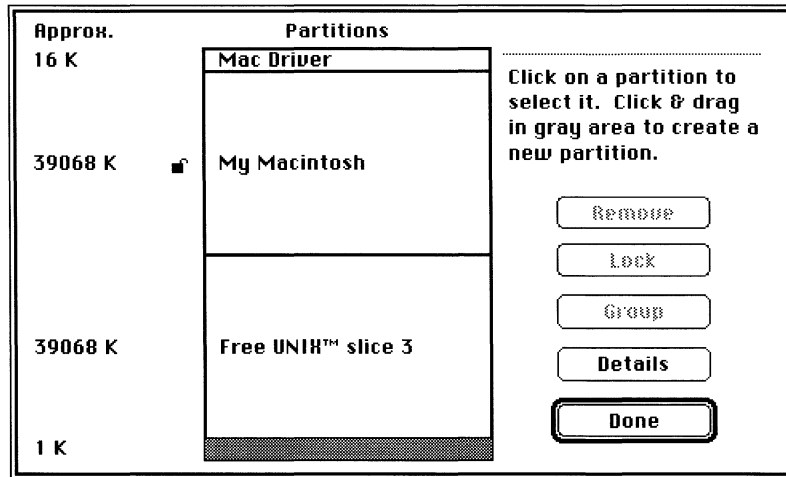 Approx.
Partitions
16 K
Mac Driver
Click on a partition to
select it. Click & drag
in gray area to create a
new partition.
39068 K
My Macintosh
Remove
Lock
Group
39068 K
Free UNIX™ slice 3
Details
Done
1 K